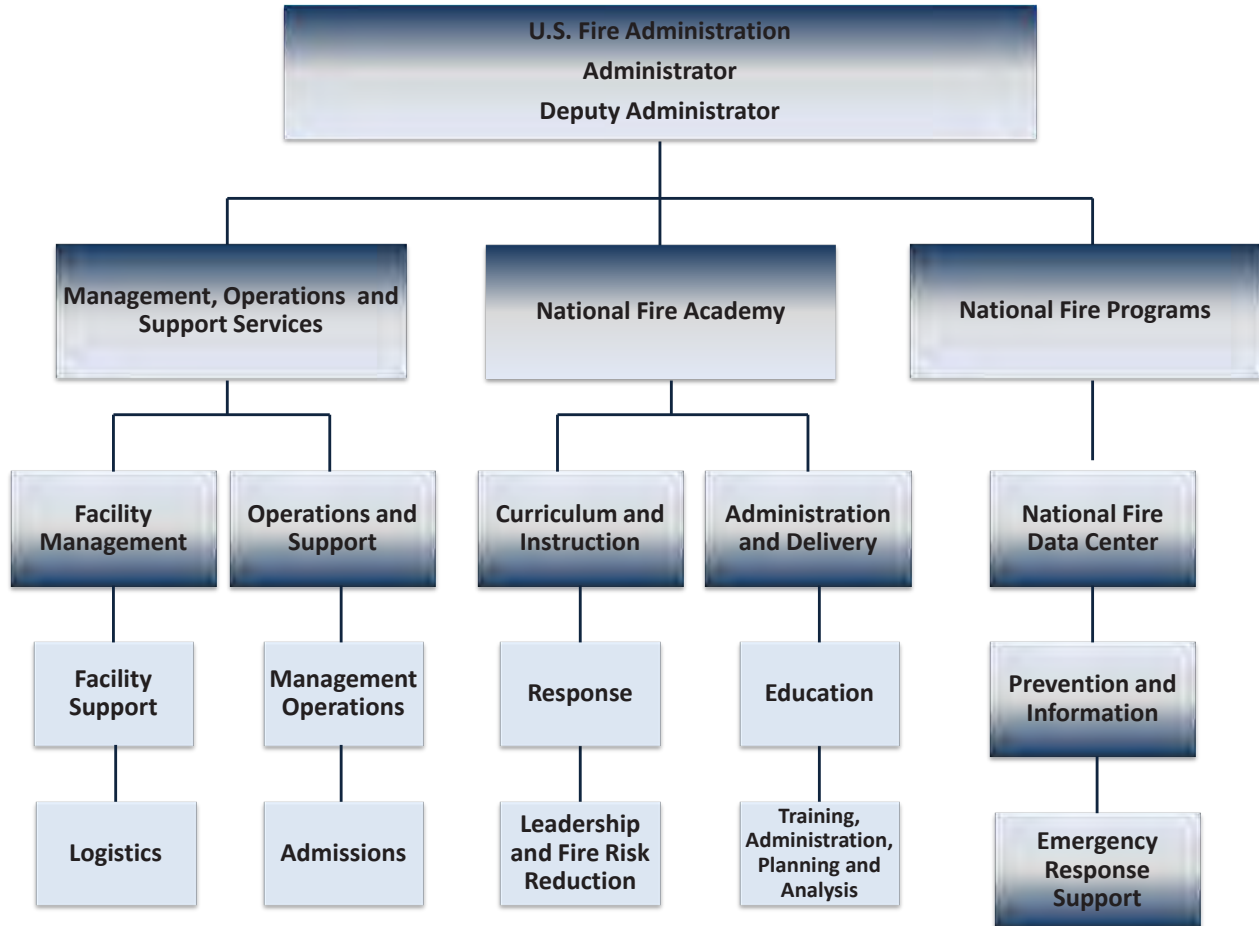 U.S. Fire Administration
Administrator
Deputy Administrator
Management, Operations and
Support Services
National Fire Academy
National Fire Programs
Facility
Management
Operations and
Support
Curriculum and
Instruction
Administration
and Delivery
National Fire
Data Center
Facility
Support
Management
Operations
Response
Education
Prevention and
Information
Logistics
Admissions
Leadership
and Fire Risk
Reduction
Training,
Administration,
Planning and
Analysis
Emergency
Response
Support